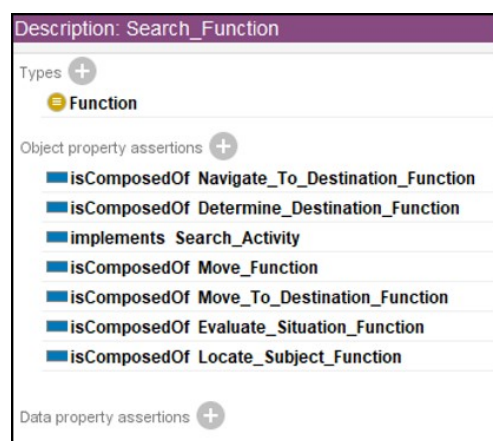 Description: Search_Function
Types
Function
Object property assertions
isComposedOf Navigate_To_Destination_Function
isComposedOf Determine_Destination_Function
implements Search_Activity
isComposedOf Move_Function
isComposedOf Move_To_Destination_Function
isComposedOf Evaluate_Situation_Function
isComposedOf Locate_Subject_Function
Data property assertions